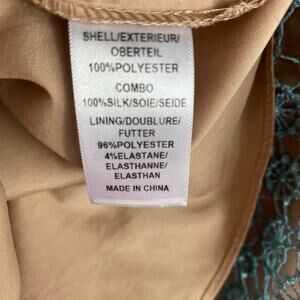 SHELL/EXTERIEUR/
OBERTEIL
100%POLYESTER
COMBO
100%SILK/SOIE/SEIDE
LINING/DOUBLURE/
FUTTER
96%POLYESTER
4%ELASTANE/
ELASTHANNE/
ELASTHAN
MADE IN CHINA